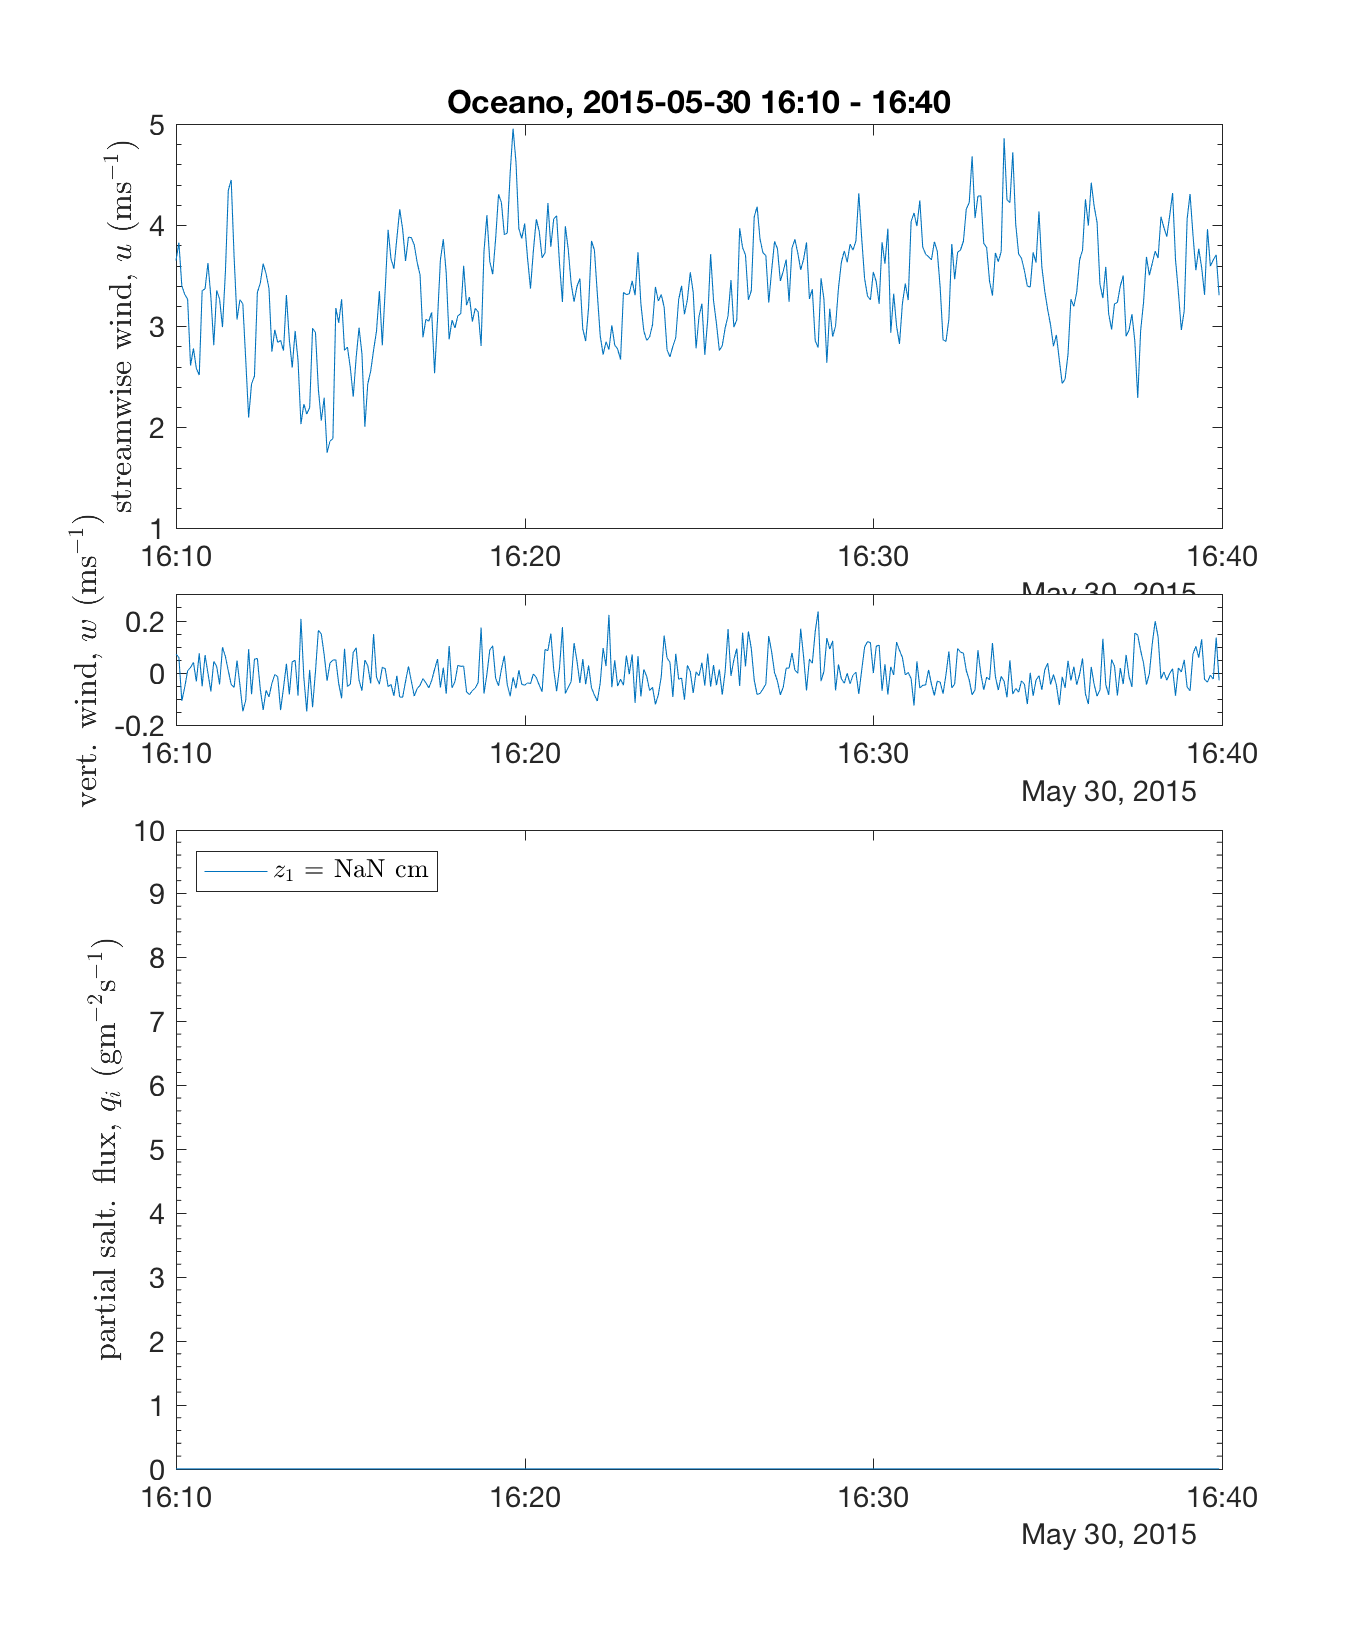 Oceano, 2015-05-30 16:10 - 16:40
streamwise wind, u (ms⁻¹)
5
4
3
2
1
16:10 16:20 16:30 16:40
May 30, 2015
vert. wind, w (ms⁻¹)
0.2
0
-0.2
16:10 16:20 16:30 16:40
May 30, 2015
partial salt. flux, qᵢ (gm⁻²s⁻¹)
10
9
8
7
6
5
4
3
2
1
0
z₁ = NaN cm
16:10 16:20 16:30 16:40
May 30, 2015